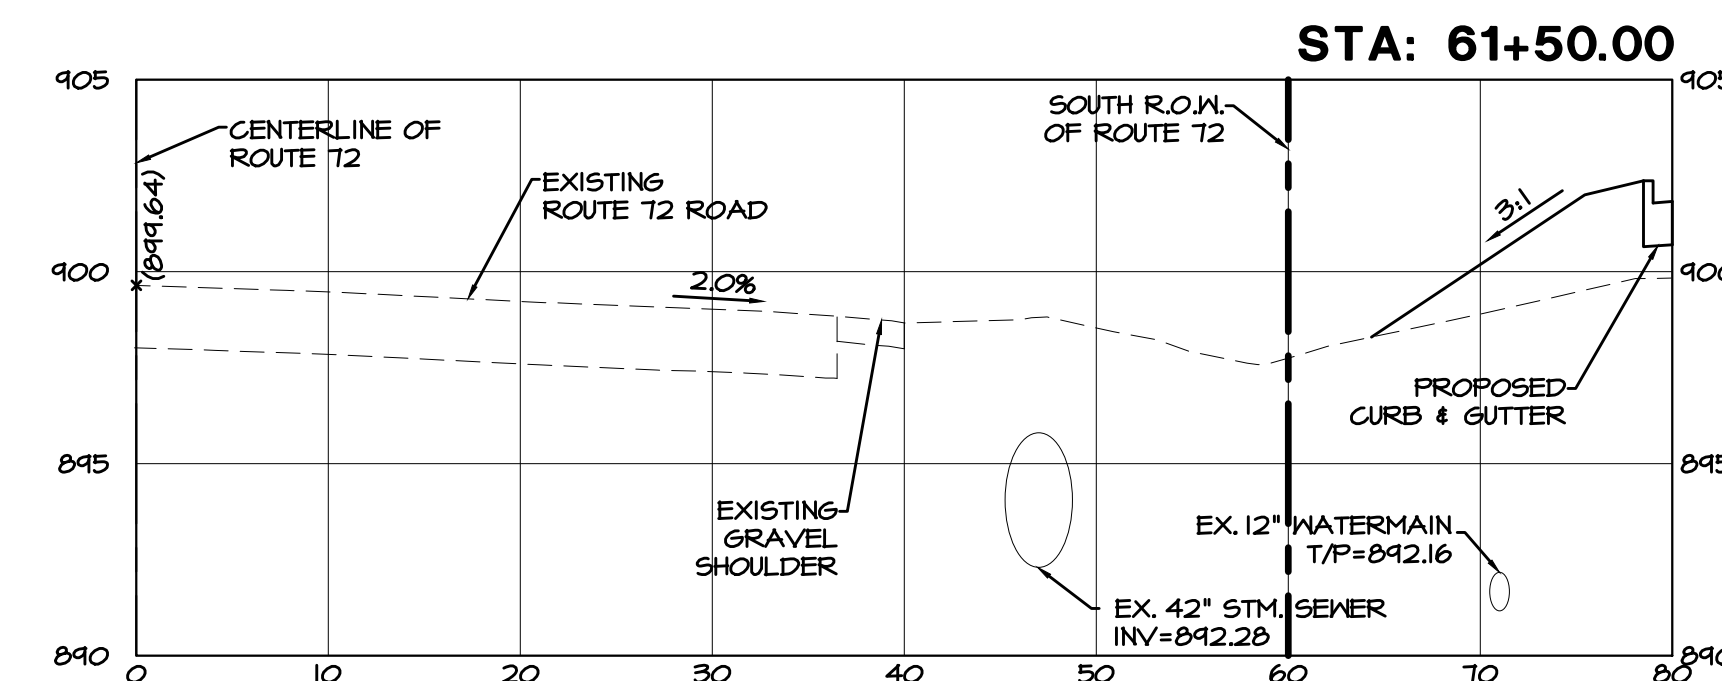 STA: 61+50.00
905
905
SOUTH R.O.W.
OF ROUTE 72
CENTERLINE OF
ROUTE 72
(899.64)
EXISTING
ROUTE 72 ROAD
3:1
900
900
2.0%
PROPOSED
CURB & GUTTER
895
895
EXISTING
GRAVEL
SHOULDER
EX. 12" WATERMAIN
T/P=892.16
EX. 42" STM. SEWER
INV=892.28
890
890
0 10 20 30 40 50 60 70 80